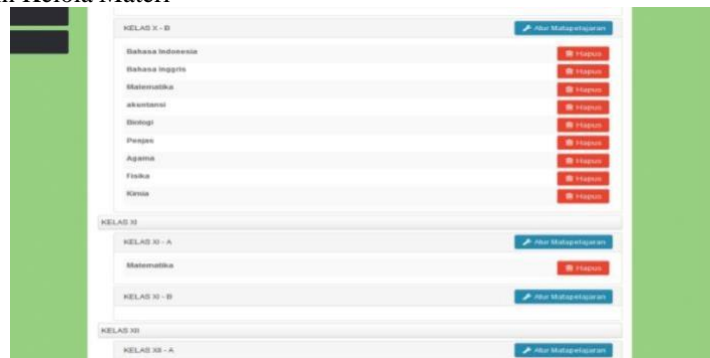 Kelola Materi
KELAS X - B Atur Matapelajaran
Bahasa Indonesia Hapus
Bahasa Inggris Hapus
Matematika Hapus
akuntansi Hapus
Biologi Hapus
Penjas Hapus
Agama Hapus
Fisika Hapus
Kimia Hapus
KELAS XI
KELAS XI - A Atur Matapelajaran
Matematika Hapus
KELAS XI - B Atur Matapelajaran
KELAS XII
KELAS XII - A Atur Matapelajaran